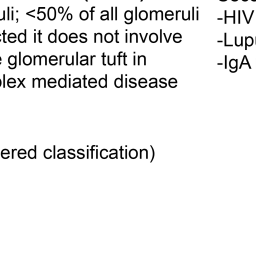 uli; <50% of all glomeruli
cted it does not involve
glomerular tuft in
plex mediated disease
ered classification)
-HIV
-Lupu
-IgA